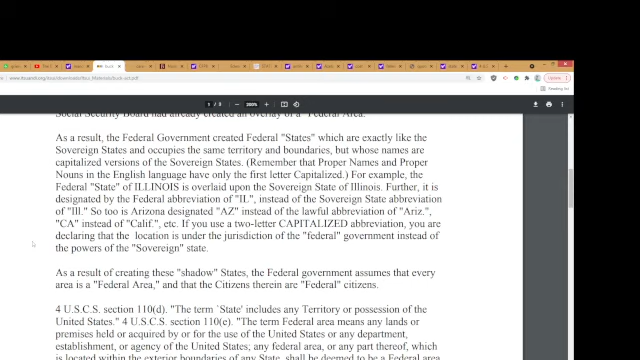 Update
Reading list
1 / 8
200%
Social Security Board had already created an overlay of a "Federal Area.
As a result, the Federal Government created Federal "States" which are exactly like the
Sovereign States and occupies the same territory and boundaries, but whose names are
capitalized versions of the Sovereign States. (Remember that Proper Names and Proper
Nouns in the English language have only the first letter Capitalized.) For example, the
Federal "State" of ILLINOIS is overlaid upon the Sovereign State of Illinois. Further, it is
designated by the Federal abbreviation of "IL", instead of the Sovereign State abbreviation
of "Ill." So too is Arizona designated "AZ" instead of the lawful abbreviation of "Ariz.",
"CA" instead of "Calif.", etc. If you use a two-letter CAPITALIZED abbreviation, you are
declaring that the location is under the jurisdiction of the "federal" government instead of
the powers of the "Sovereign" state.
As a result of creating these "shadow" States, the Federal government assumes that every
area is a "Federal Area," and that the Citizens therein are "Federal" citizens.
4 U.S.C.S. section 110(d). "The term `State' includes any Territory or possession of the
United States." 4 U.S.C.S. section 110(e). "The term Federal area means any lands or
premises held or acquired by or for the use of the United States or any department,
establishment, or agency of the United States; any federal area, or any part thereof, which
is located within the exterior boundaries of any State, shall be deemed to be a Federal area